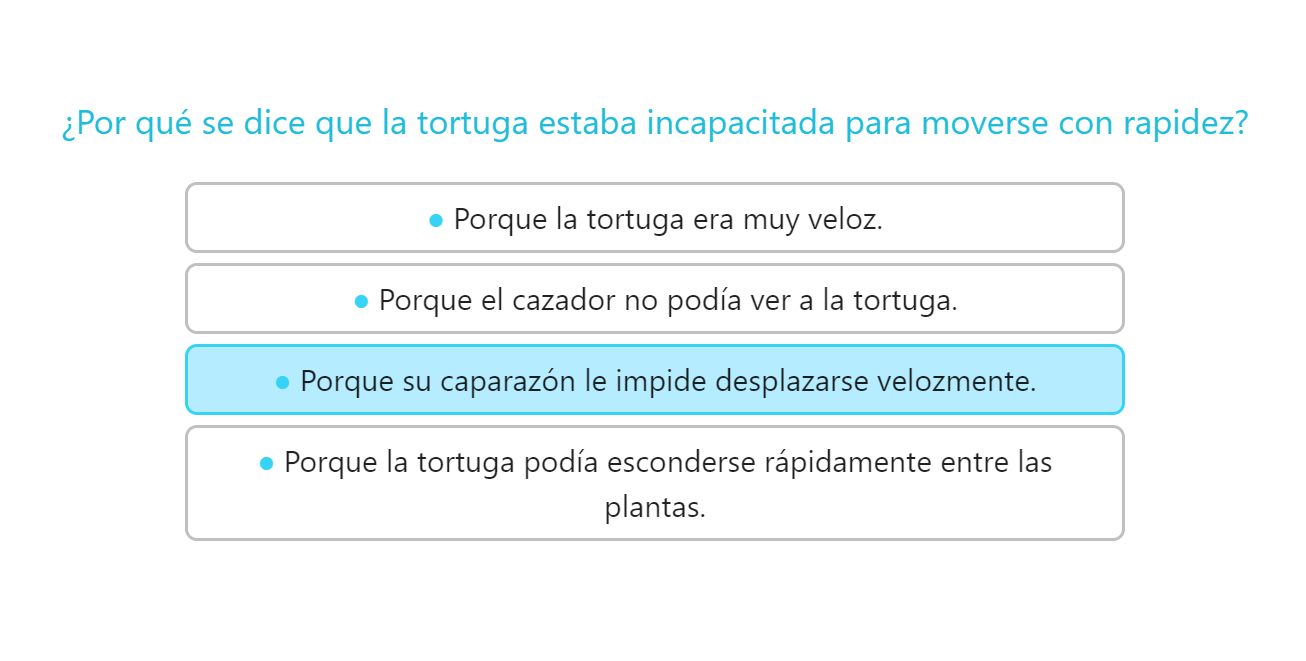 ¿Por qué se dice que la tortuga estaba incapacitada para moverse con rapidez?
● Porque la tortuga era muy veloz.
● Porque el cazador no podía ver a la tortuga.
● Porque su caparazón le impide desplazarse velozmente.
● Porque la tortuga podía esconderse rápidamente entre las
plantas.